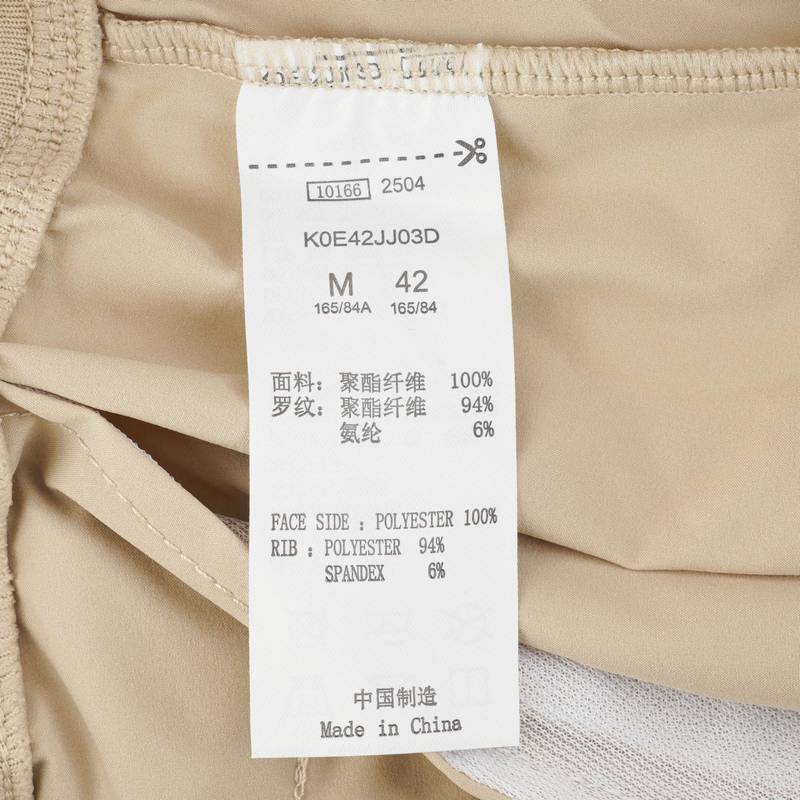 10166 2504
K0E42JJ03D
M 42
165/84A 165/84
面料：聚酯纤维 100%
罗纹：聚酯纤维 94%
氨纶 6%
FACE SIDE : POLYESTER 100%
RIB : POLYESTER 94%
SPANDEX 6%
中国制造
Made in China